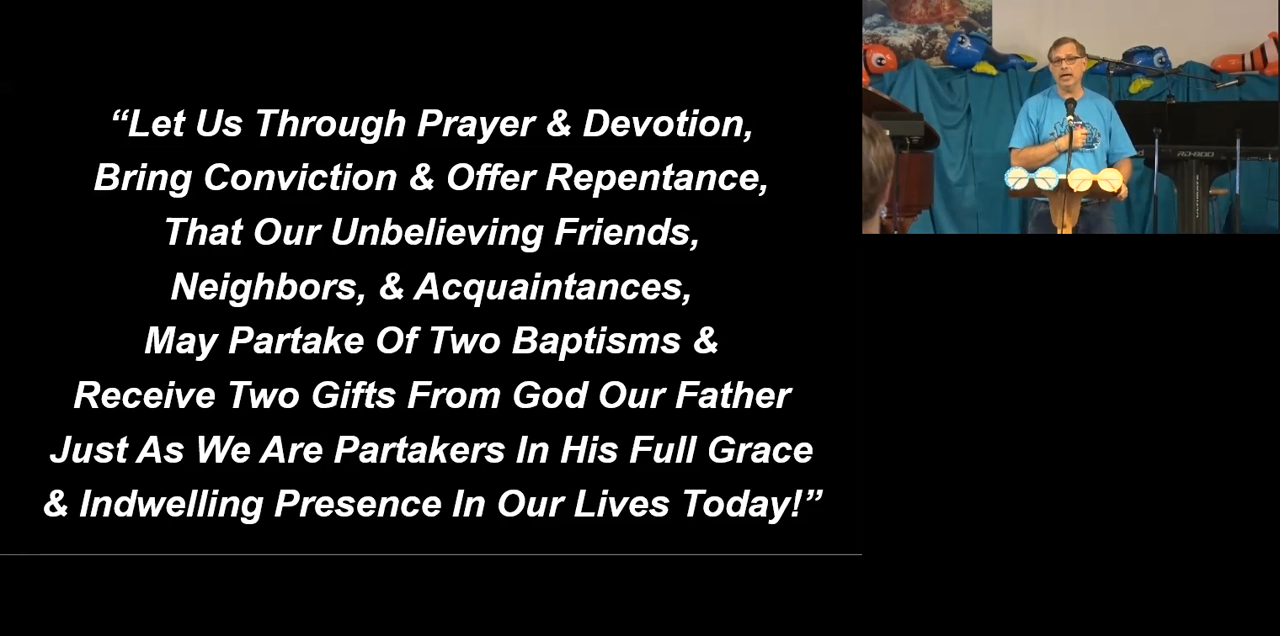 “Let Us Through Prayer & Devotion,
Bring Conviction & Offer Repentance,
That Our Unbelieving Friends,
Neighbors, & Acquaintances,
May Partake Of Two Baptisms &
Receive Two Gifts From God Our Father
Just As We Are Partakers In His Full Grace
& Indwelling Presence In Our Lives Today!”
RD-800